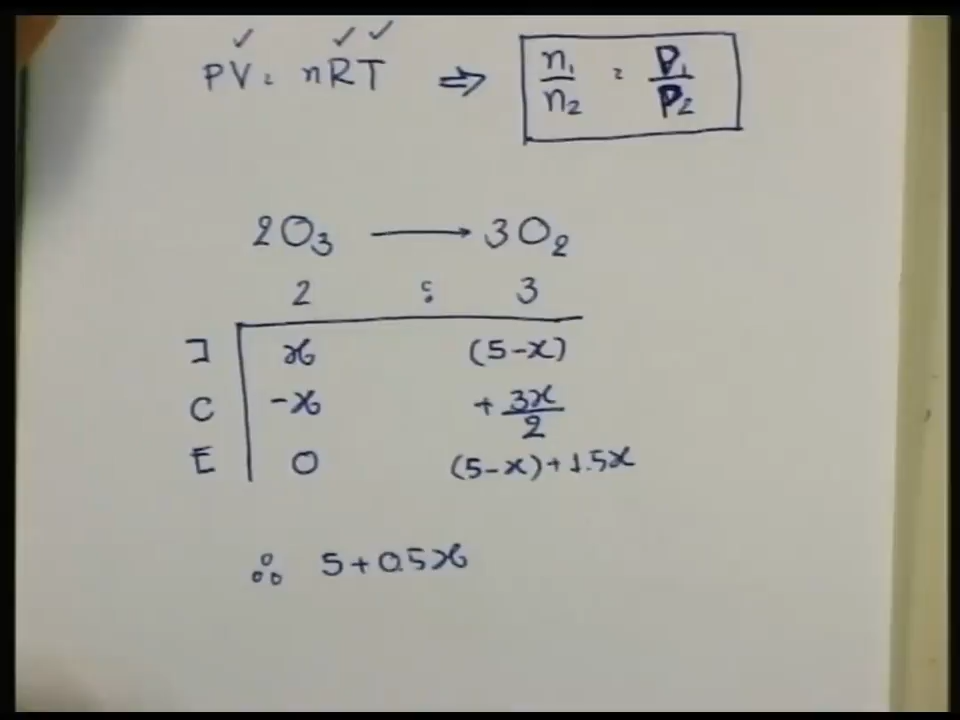 ✓ ✓ ✓
PV = nRT ⇒ n₁/n₂ = P₁/P₂
2O₃ ⟶ 3O₂
2 : 3
I x (5-x)
C -x + 3x/2
E 0 (5-x)+1.5x
∴ 5+0.5x